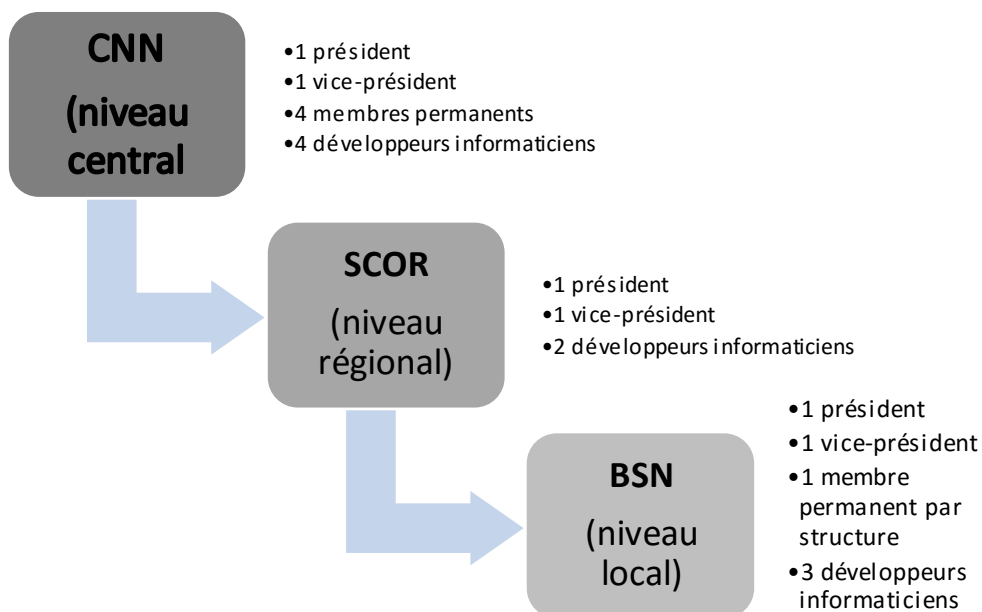 CNN
(niveau
central
•1 président
•1 vice-président
•4 membres permanents
•4 développeurs informaticiens
SCOR
(niveau
régional)
•1 président
•1 vice-président
•2 développeurs informaticiens
BSN
(niveau
local)
•1 président
•1 vice-président
•1 membre
permanent par
structure
•3 développeurs
informaticiens